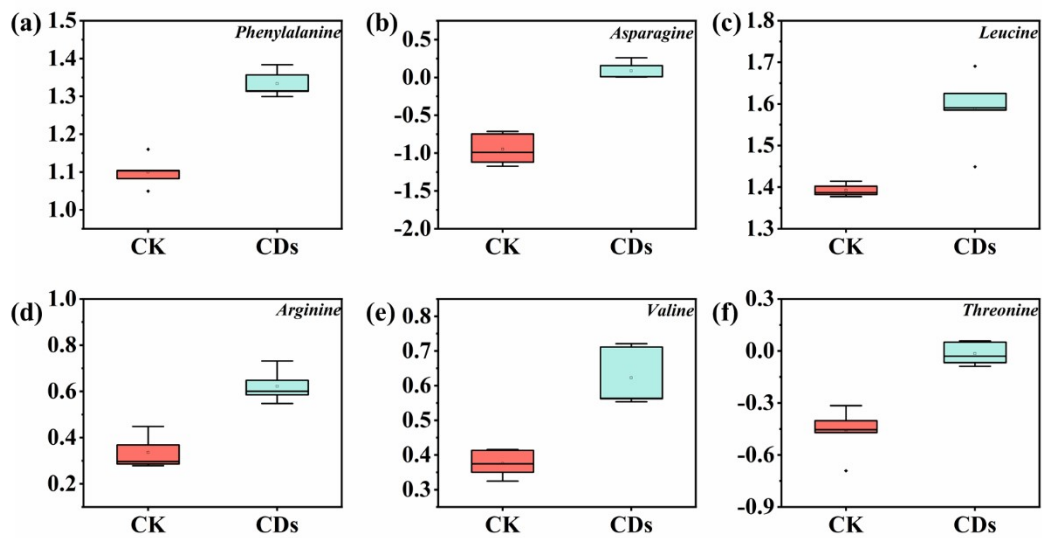 (a)
Phenylalanine
1.5
1.4
1.3
1.2
1.1
1.0
CK
CDs
(b)
Asparagine
0.5
0.0
-0.5
-1.0
-1.5
-2.0
CK
CDs
(c)
Leucine
1.8
1.7
1.6
1.5
1.4
1.3
CK
CDs
(d)
Arginine
1.0
0.8
0.6
0.4
0.2
CK
CDs
(e)
Valine
0.8
0.7
0.6
0.5
0.4
0.3
CK
CDs
(f)
Threonine
0.3
0.0
-0.3
-0.6
-0.9
CK
CDs